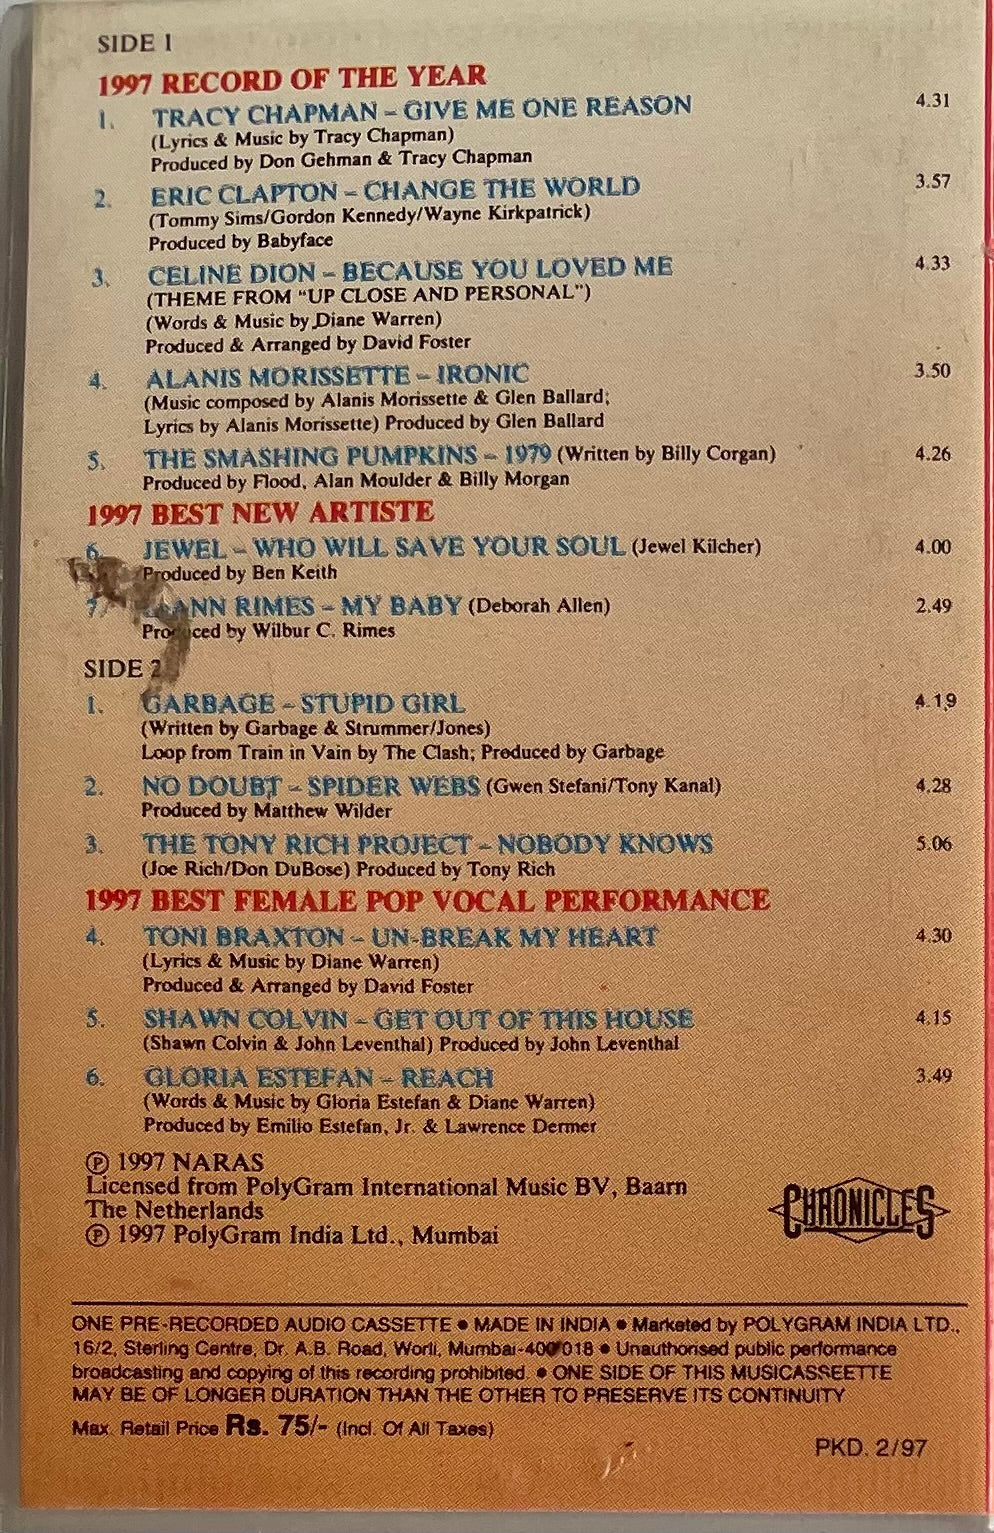 SIDE 1
1997 RECORD OF THE YEAR
1. TRACY CHAPMAN – GIVE ME ONE REASON 4.31
(Lyrics & Music by Tracy Chapman)
Produced by Don Gehman & Tracy Chapman
2. ERIC CLAPTON – CHANGE THE WORLD 3.57
(Tommy Sims/Gordon Kennedy/Wayne Kirkpatrick)
Produced by Babyface
3. CELINE DION – BECAUSE YOU LOVED ME 4.33
(THEME FROM “UP CLOSE AND PERSONAL”)
(Words & Music by Diane Warren)
Produced & Arranged by David Foster
4. ALANIS MORISSETTE – IRONIC 3.50
(Music composed by Alanis Morissette & Glen Ballard;
Lyrics by Alanis Morissette) Produced by Glen Ballard
5. THE SMASHING PUMPKINS – 1979 (Written by Billy Corgan) 4.26
Produced by Flood, Alan Moulder & Billy Morgan
1997 BEST NEW ARTISTE
6. JEWEL – WHO WILL SAVE YOUR SOUL (Jewel Kilcher) 4.00
Produced by Ben Keith
7. LEANN RIMES – MY BABY (Deborah Allen) 2.49
Produced by Wilbur C. Rimes
SIDE 2
1. GARBAGE – STUPID GIRL 4.19
(Written by Garbage & Strummer/Jones)
Loop from Train in Vain by The Clash; Produced by Garbage
2. NO DOUBT – SPIDER WEBS (Gwen Stefani/Tony Kanal) 4.28
Produced by Matthew Wilder
3. THE TONY RICH PROJECT – NOBODY KNOWS 5.06
(Joe Rich/Don DuBose) Produced by Tony Rich
1997 BEST FEMALE POP VOCAL PERFORMANCE
4. TONI BRAXTON – UN-BREAK MY HEART 4.30
(Lyrics & Music by Diane Warren)
Produced & Arranged by David Foster
5. SHAWN COLVIN – GET OUT OF THIS HOUSE 4.15
(Shawn Colvin & John Leventhal) Produced by John Leventhal
6. GLORIA ESTEFAN – REACH 3.49
(Words & Music by Gloria Estefan & Diane Warren)
Produced by Emilio Estefan, Jr. & Lawrence Dermer
℗ 1997 NARAS
Licensed from PolyGram International Music BV, Baarn
The Netherlands
℗ 1997 PolyGram India Ltd., Mumbai
CHRONICLES
ONE PRE-RECORDED AUDIO CASSETTE ● MADE IN INDIA ● Marketed by POLYGRAM INDIA LTD.,
16/2, Sterling Centre, Dr. A.B. Road, Worli, Mumbai-400 018 ● Unauthorised public performance
broadcasting and copying of this recording prohibited. ● ONE SIDE OF THIS MUSICASSEETTE
MAY BE OF LONGER DURATION THAN THE OTHER TO PRESERVE ITS CONTINUITY
Max. Retail Price Rs. 75/- (Incl. Of All Taxes)
PKD. 2/97